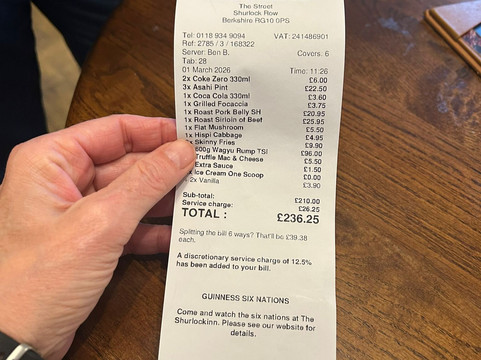 The Street
Shurlock Row
Berkshire RG10 0PS
Tel: 0118 934 9094 VAT: 241486901
Ref: 2785 / 3 / 168322
Server: Ben B. Covers: 6
Tab: 28
01 March 2026 Time: 11:26
2x Coke Zero 330ml £6.00
3x Asahi Pint £22.50
1x Coca Cola 330ml £3.60
1x Grilled Focaccia £3.75
1x Roast Pork Belly SH £20.95
1x Roast Sirloin of Beef £25.95
1x Flat Mushroom £5.50
1x Hispi Cabbage £4.95
Skinny Fries £9.90
600g Wagyu Rump TSI £96.00
Truffle Mac & Cheese £5.50
Extra Sauce £1.50
Ice Cream One Scoop £0.00
2x Vanilla £3.90
Sub-total: £210.00
Service charge: £26.25
TOTAL : £236.25
Splitting the bill 6 ways? That'll be £39.38
each.
A discretionary service charge of 12.5%
has been added to your bill.
GUINNESS SIX NATIONS
Come and watch the six nations at The
Shurlockinn. Please see our website for
details.